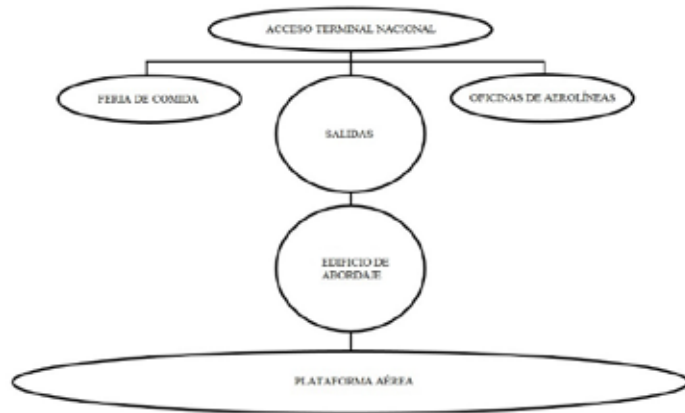 ACCESO TERMINAL NACIONAL
FERIA DE COMIDA
OFICINAS DE AEROLÍNEAS
SALIDAS
EDIFICIO DE
ABORDAJE
PLATAFORMA AÉREA